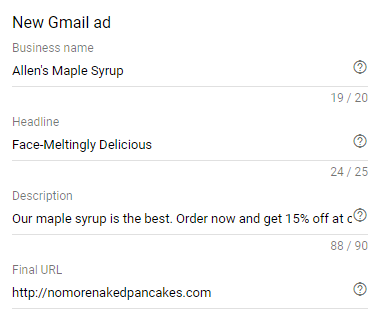 New Gmail ad
Business name
Allen's Maple Syrup
19 / 20
Headline
Face-Meltingly Delicious
24 / 25
Description
Our maple syrup is the best. Order now and get 15% off at
88 / 90
Final URL
http://nomorenakedpancakes.com